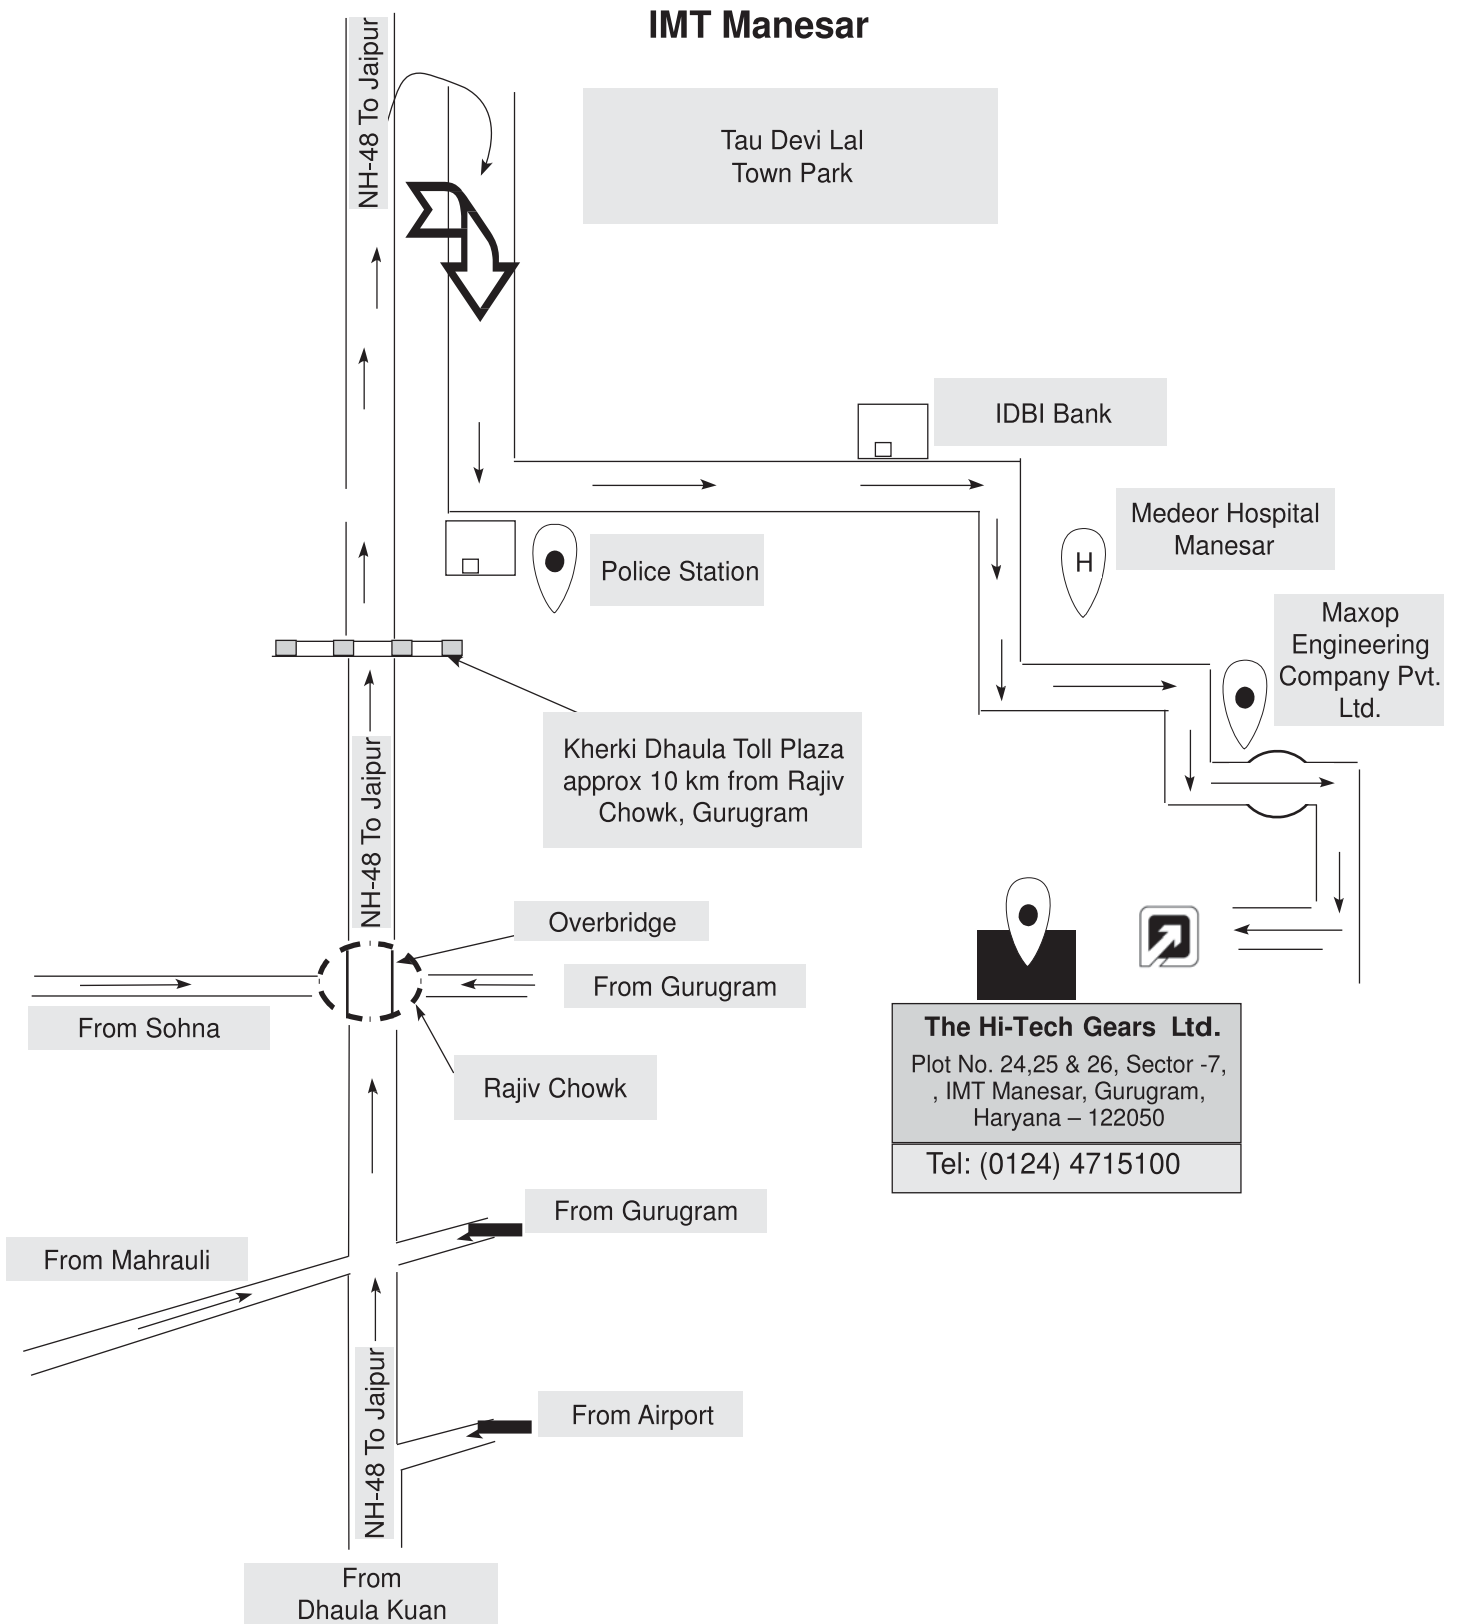 IMT Manesar
NH-48 To Jaipur
Tau Devi Lal
Town Park
IDBI Bank
Medeor Hospital
Manesar
H
Police Station
Maxop
Engineering
Company Pvt.
Ltd.
Kherki Dhaula Toll Plaza
approx 10 km from Rajiv
Chowk, Gurugram
NH-48 To Jaipur
Overbridge
From Gurugram
From Sohna
Rajiv Chowk
The Hi-Tech Gears Ltd.
Plot No. 24,25 & 26, Sector -7,
, IMT Manesar, Gurugram,
Haryana – 122050
Tel: (0124) 4715100
From Gurugram
From Mahrauli
NH-48 To Jaipur
From Airport
From
Dhaula Kuan